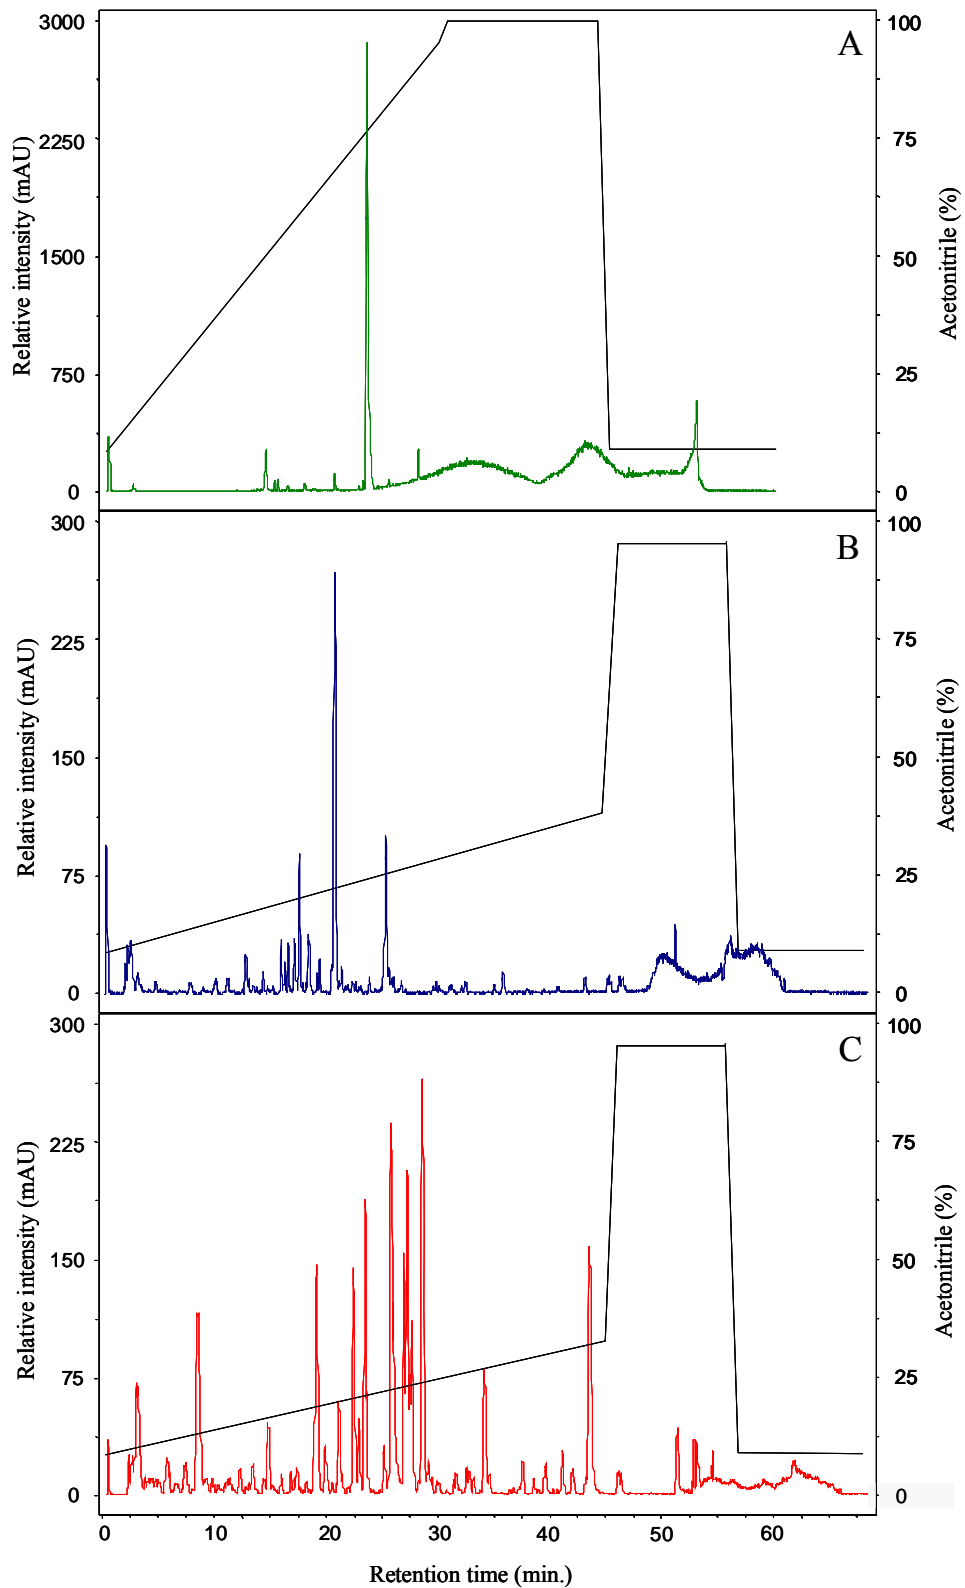 A
3000
2250
1500
750
0
Relative intensity (mAU)
100
75
50
25
0
Acetonitrile (%)
B
300
225
150
75
0
Relative intensity (mAU)
100
75
50
25
0
Acetonitrile (%)
C
300
225
150
75
0
Relative intensity (mAU)
100
75
50
25
0
Acetonitrile (%)
0 10 20 30 40 50 60
Retention time (min.)